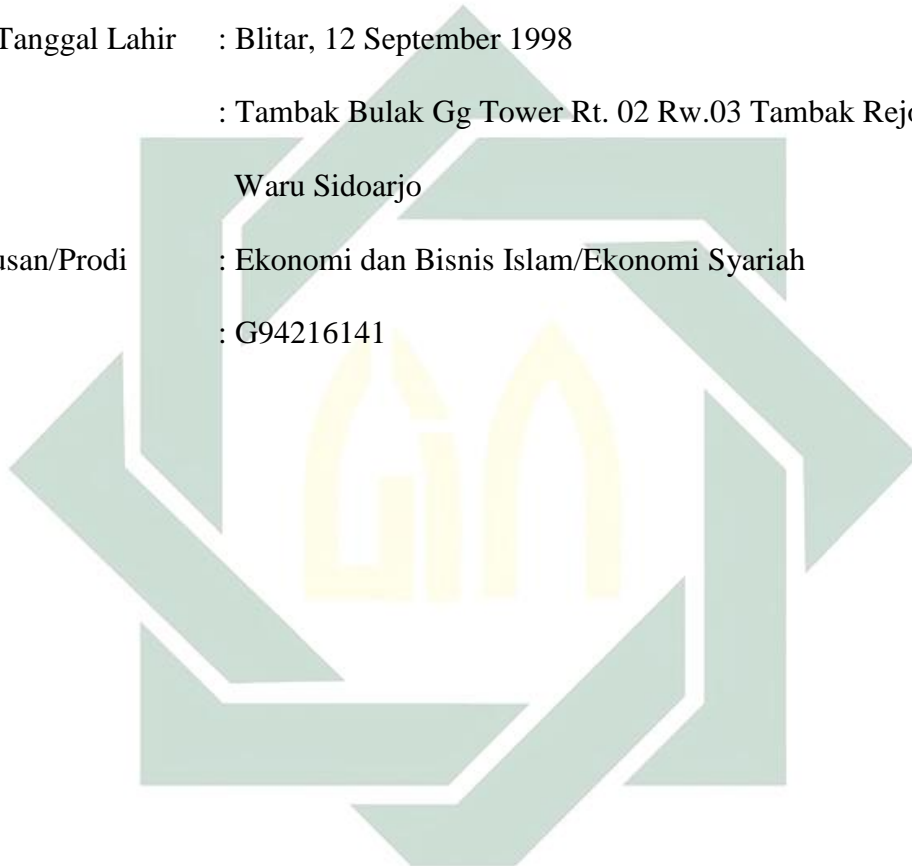 Tanggal Lahir : Blitar, 12 September 1998
: Tambak Bulak Gg Tower Rt. 02 Rw.03 Tambak Rejo
Waru Sidoarjo
usan/Prodi : Ekonomi dan Bisnis Islam/Ekonomi Syariah
: G94216141